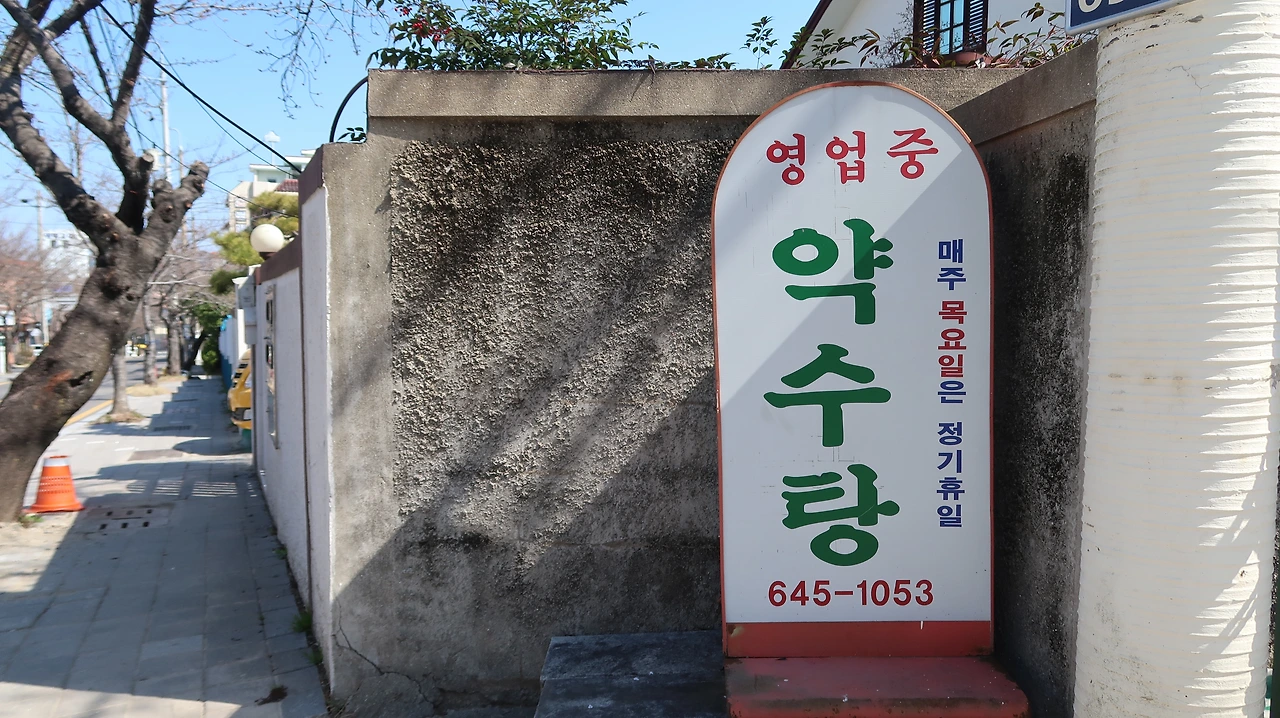 영업중
약수탕
매주 목요일은 정기휴일
645-1053